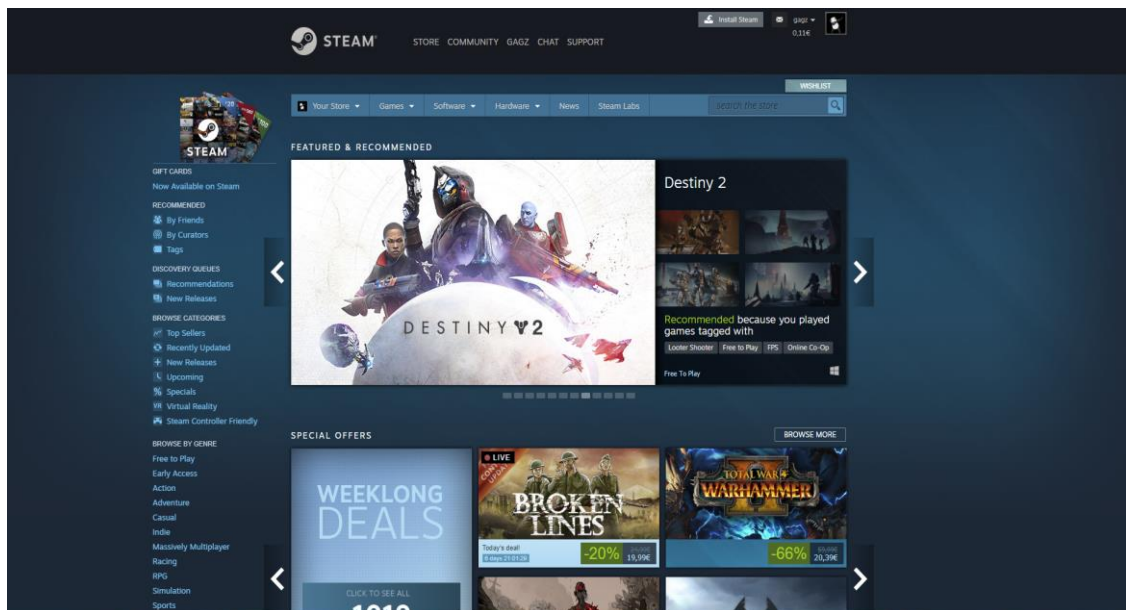 Install Steam
gagz
0,11€
STEAM
STORE COMMUNITY GAGZ CHAT SUPPORT
WISHLIST
Your Store Games Software Hardware News Steam Labs
search the store
STEAM
GIFT CARDS
Now Available on Steam
RECOMMENDED
By Friends
By Curators
Tags
DISCOVERY QUEUES
Recommendations
New Releases
BROWSE CATEGORIES
Top Sellers
Recently Updated
New Releases
Upcoming
Specials
VR Virtual Reality
Steam Controller Friendly
BROWSE BY GENRE
Free to Play
Early Access
Action
Adventure
Casual
Indie
Massively Multiplayer
Racing
RPG
Simulation
Sports
FEATURED & RECOMMENDED
DESTINY 2
Destiny 2
Recommended because you played
games tagged with
Looter Shooter Free to Play FPS Online Co-Op
Free To Play
SPECIAL OFFERS
BROWSE MORE
WEEKLONG
DEALS
CLICK TO SEE ALL
LIVE
BROKEN
LINES
Today's deal!
-20%
19,99€
TOTAL WAR
WARHAMMER
II
-66%
20,39€